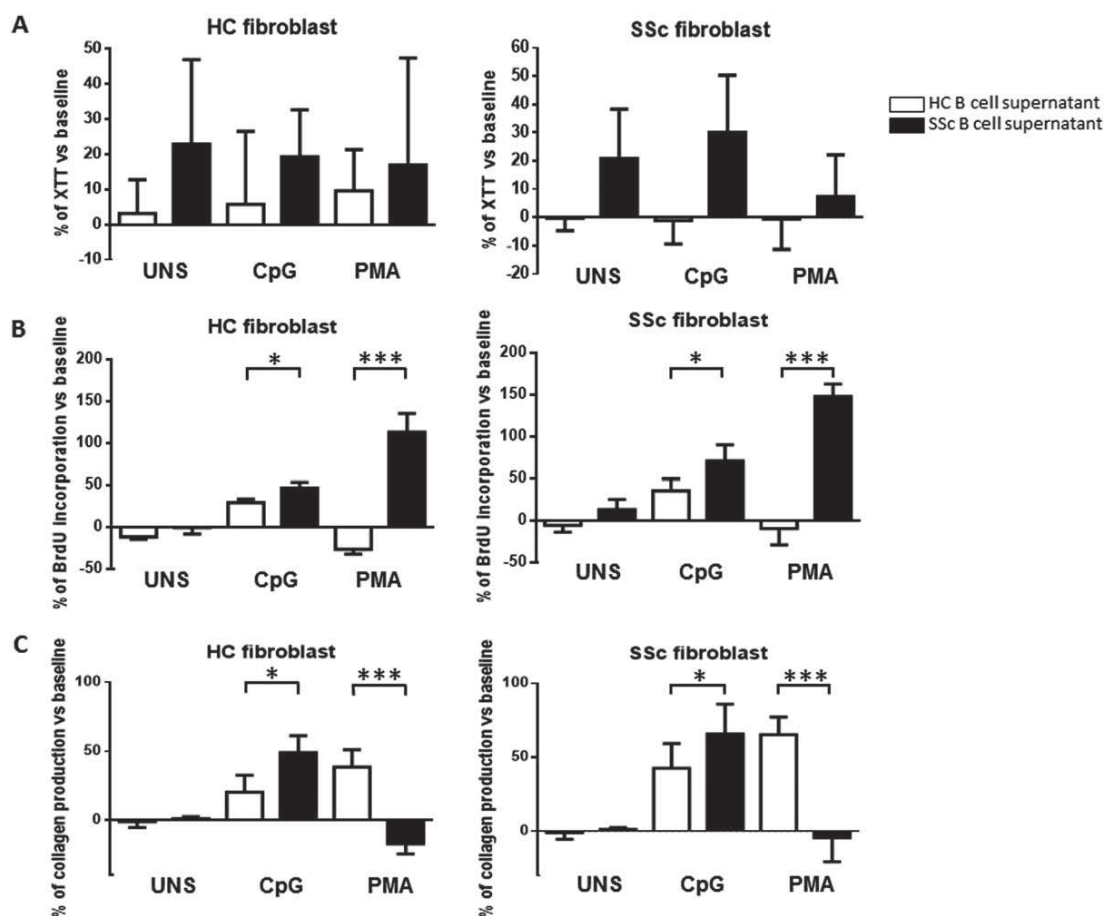 A
HC fibroblast
% of XTT vs baseline
50
40
30
20
10
0
-10
UNS CpG PMA
SSc fibroblast
% of XTT vs baseline
60
50
40
30
20
10
0
-10
-20
UNS CpG PMA
HC B cell supernatant
SSc B cell supernatant
B
HC fibroblast
% of BrdU Incorporation vs baseline
200
150
100
50
0
-50
* ***
UNS CpG PMA
SSc fibroblast
% of BrdU Incorporation vs baseline
200
150
100
50
0
-50
* ***
UNS CpG PMA
C
HC fibroblast
% of collagen production vs baseline
100
50
0
* ***
UNS CpG PMA
SSc fibroblast
% of collagen production vs baseline
100
50
0
* ***
UNS CpG PMA